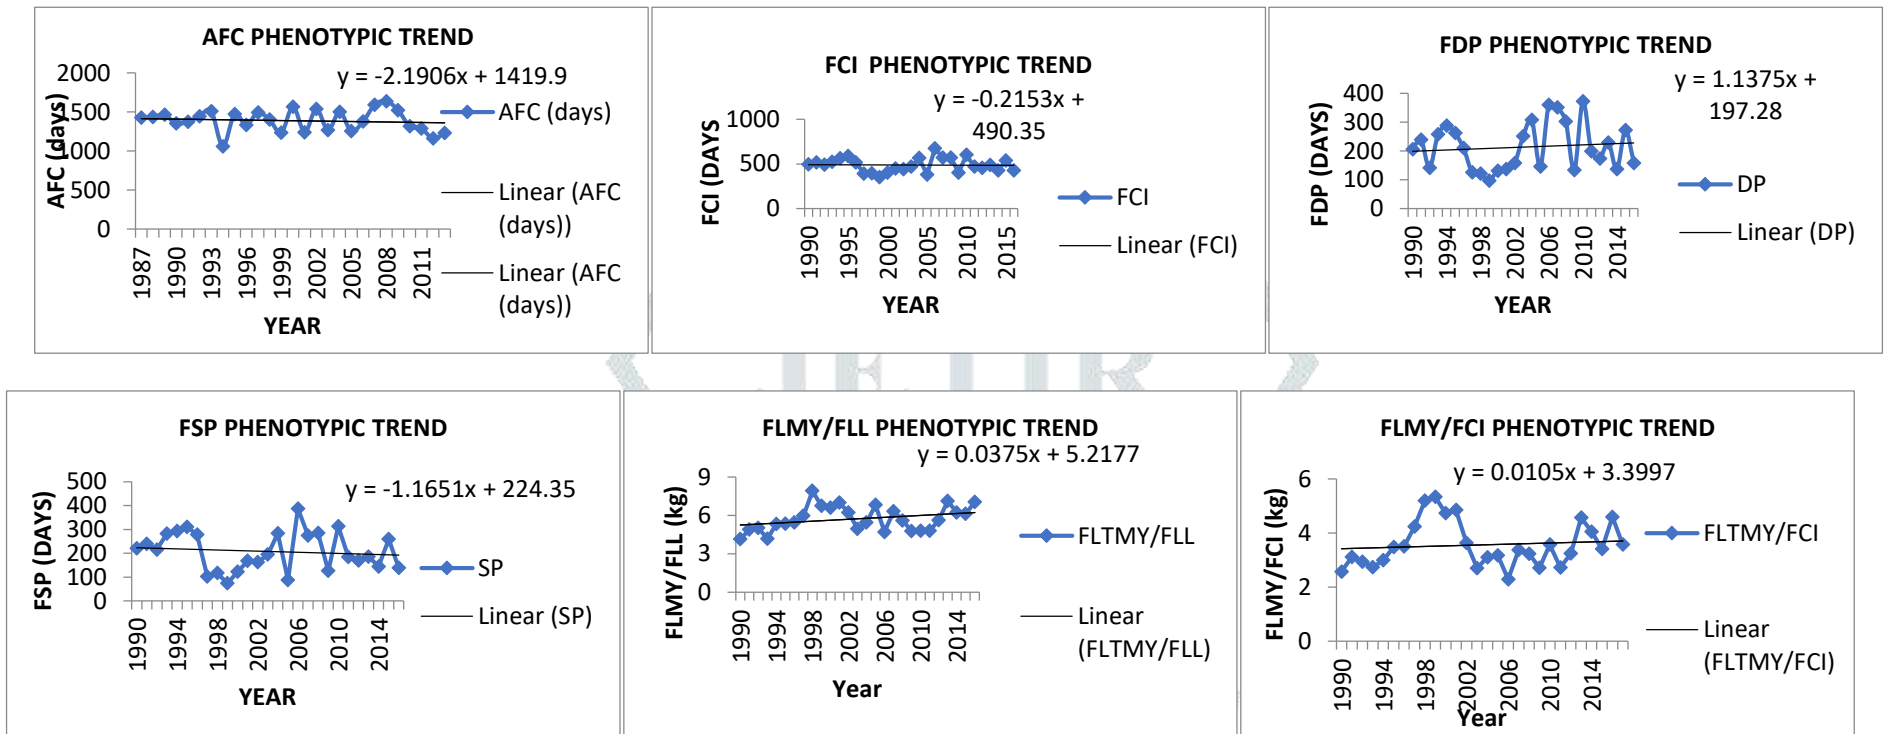 AFC PHENOTYPIC TREND
y = -2.1906x + 1419.9
AFC (days)
2000
1500
1000
500
0
1987
1990
1993
1996
1999
2002
2005
2008
2011
YEAR
AFC (days)
Linear (AFC
(days))
Linear (AFC
(days))
FCI PHENOTYPIC TREND
y = -0.2153x +
490.35
FCI (DAYS
1000
500
0
1990
1995
2000
2005
2010
2015
YEAR
FCI
Linear (FCI)
FDP PHENOTYPIC TREND
y = 1.1375x +
197.28
FDP (DAYS)
400
300
200
100
0
1990
1994
1998
2002
2006
2010
2014
YEAR
DP
Linear (DP)
JETIR
FSP PHENOTYPIC TREND
y = -1.1651x + 224.35
FSP (DAYS)
500
400
300
200
100
0
1990
1994
1998
2002
2006
2010
2014
YEAR
SP
Linear (SP)
FLMY/FLL PHENOTYPIC TREND
y = 0.0375x + 5.2177
FLMY/FLL (kg)
9
6
3
0
1990
1994
1998
2002
2006
2010
2014
Year
FLTMY/FLL
Linear
(FLTMY/FLL)
FLMY/FCI PHENOTYPIC TREND
y = 0.0105x + 3.3997
FLMY/FCI (kg)
6
4
2
0
1990
1994
1998
2002
2006
2010
2014
Year
FLTMY/FCI
Linear
(FLTMY/FCI)